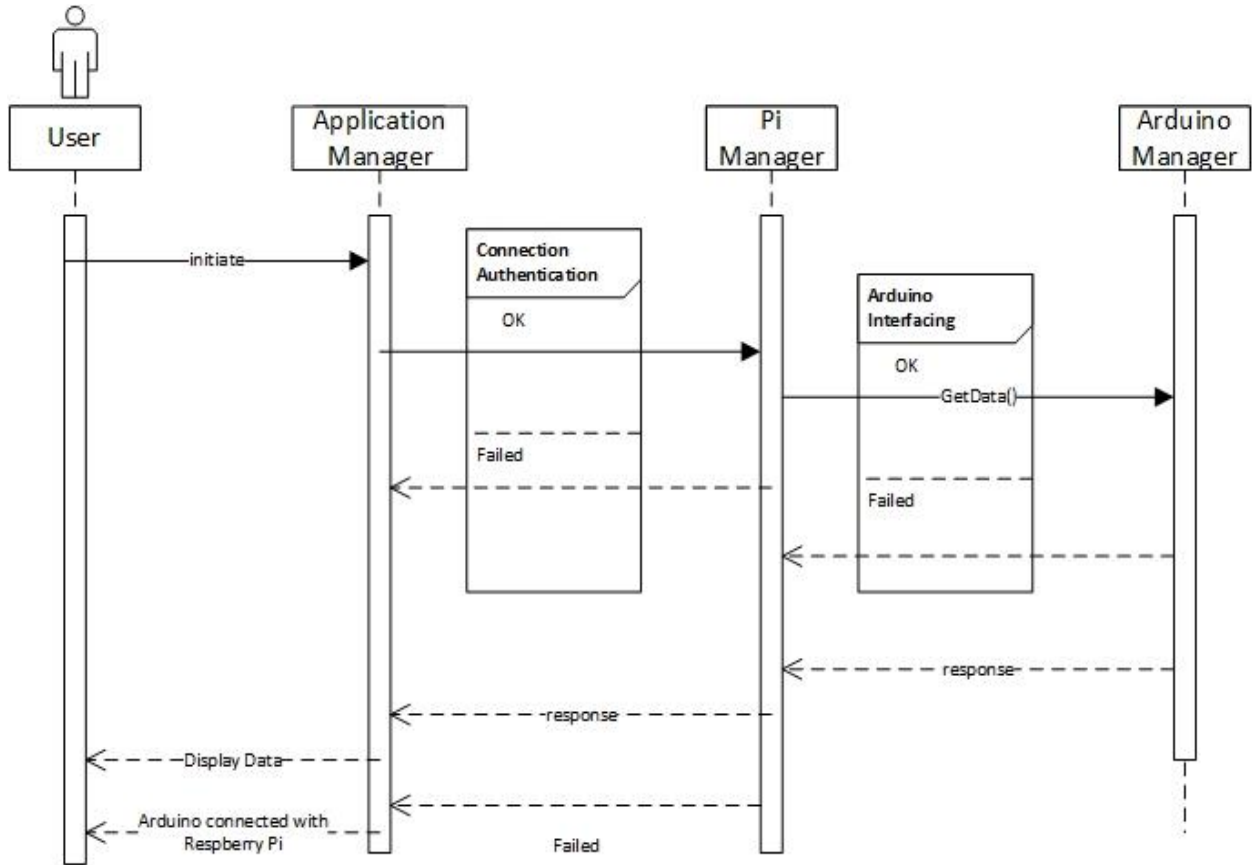 User
Application
Manager
Pi
Manager
Arduino
Manager
initiate
Connection
Authentication
OK
Arduino
Interfacing
OK
GetData()
Failed
Failed
response
response
Display Data
Arduino connected with
Respberry Pi
Failed